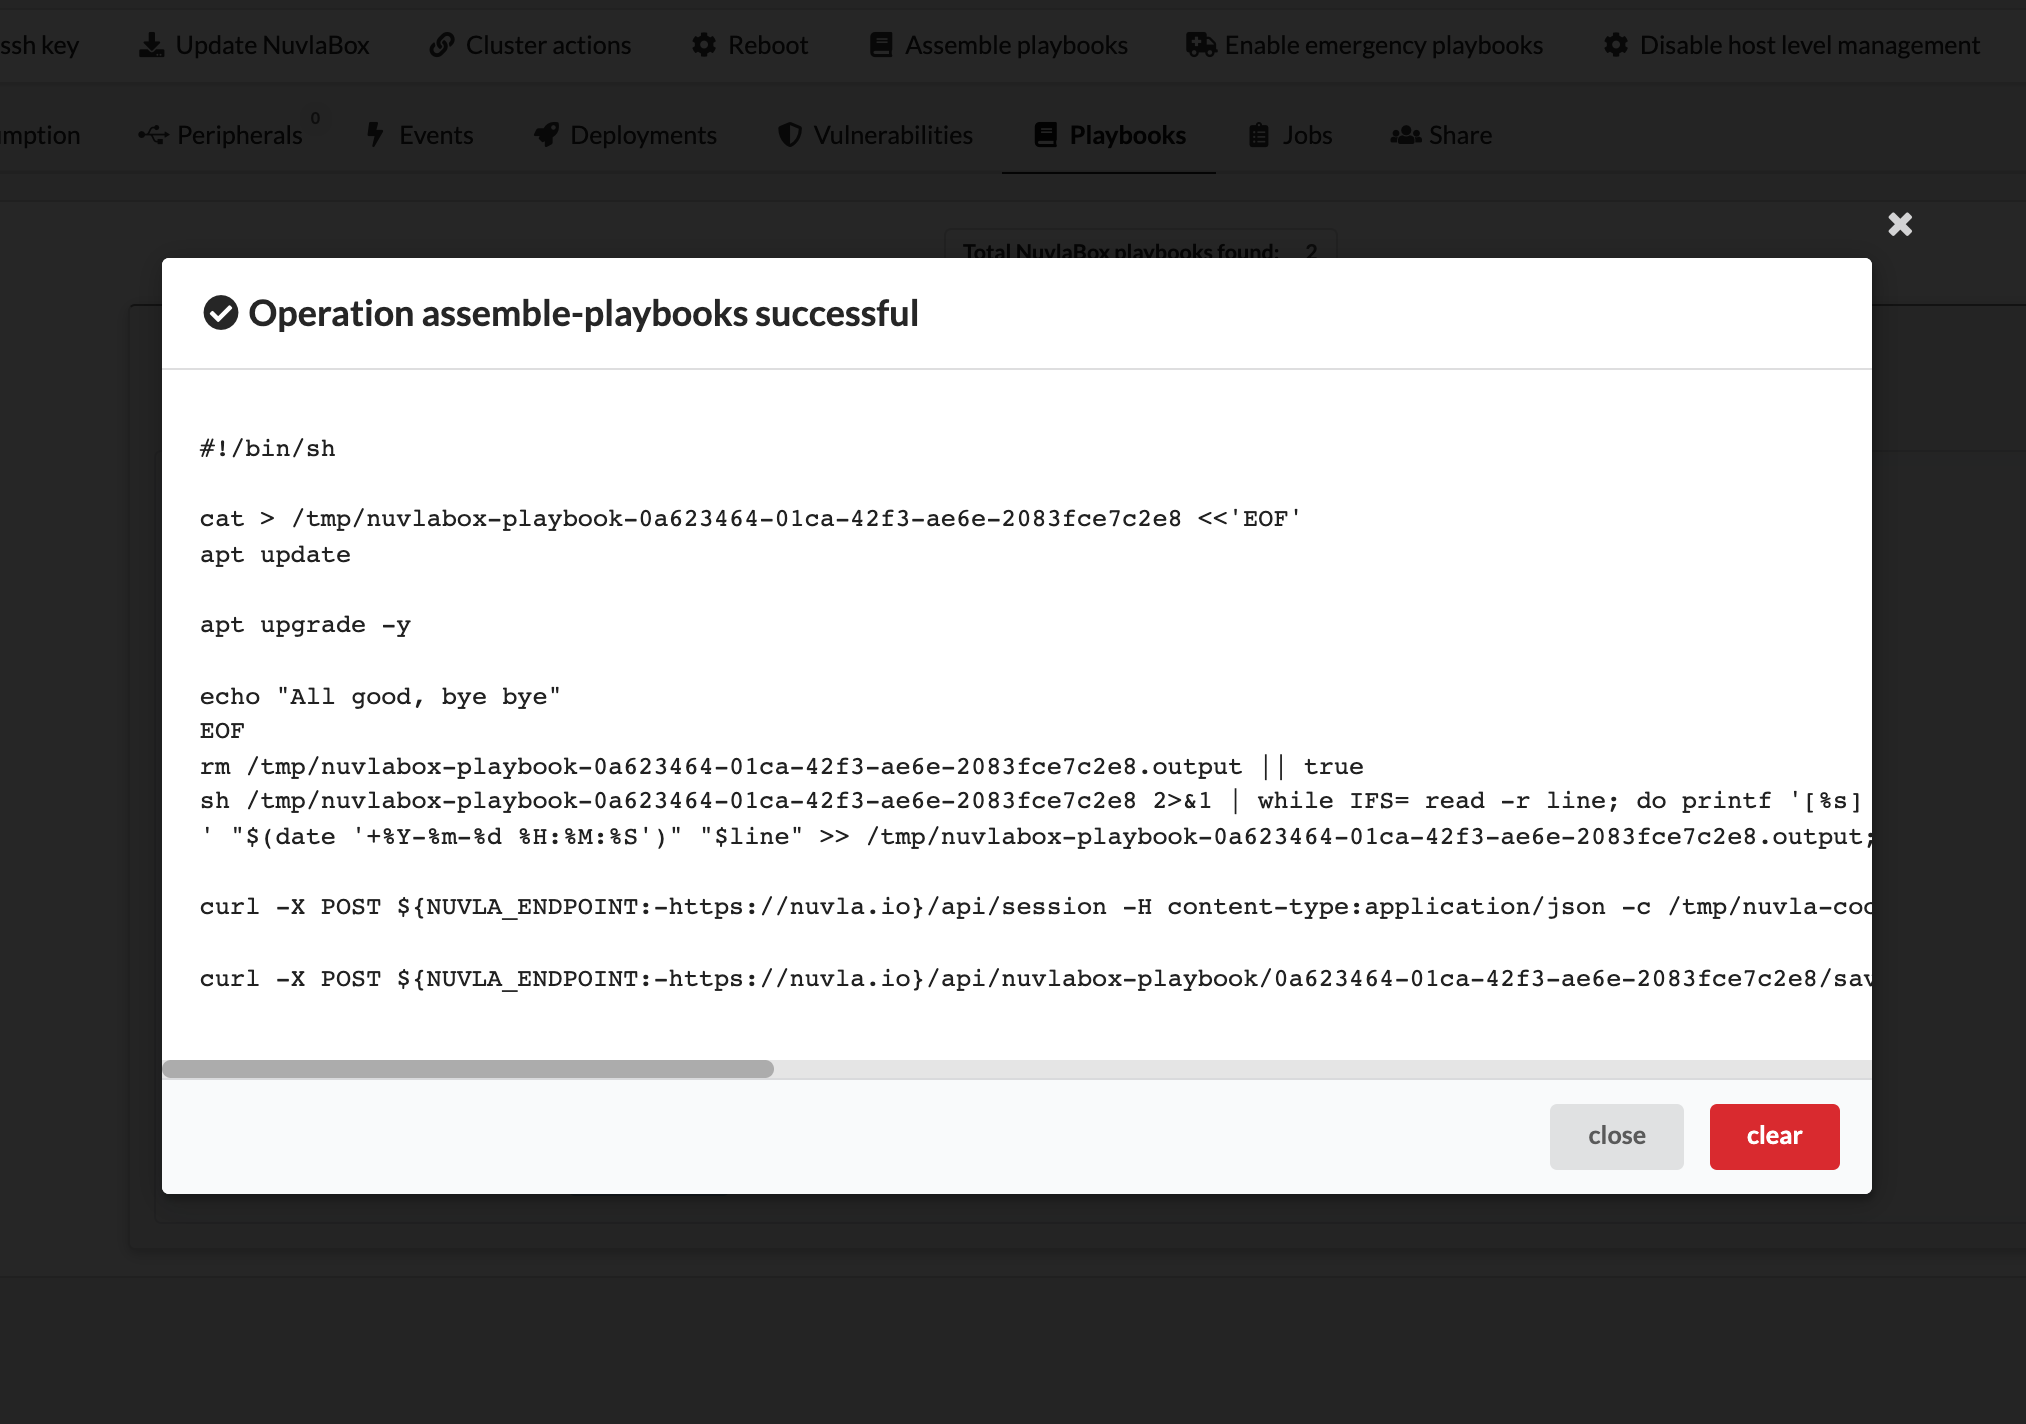 ssh key Update NuvlaBox Cluster actions Reboot Assemble playbooks Enable emergency playbooks Disable host level management
mption Peripherals 0 Events Deployments Vulnerabilities Playbooks Jobs Share
Total NuvlaBox playbooks found: 2
Operation assemble-playbooks successful
#!/bin/sh
cat > /tmp/nuvlabox-playbook-0a623464-01ca-42f3-ae6e-2083fce7c2e8 <<'EOF'
apt update
apt upgrade -y
echo "All good, bye bye"
EOF
rm /tmp/nuvlabox-playbook-0a623464-01ca-42f3-ae6e-2083fce7c2e8.output || true
sh /tmp/nuvlabox-playbook-0a623464-01ca-42f3-ae6e-2083fce7c2e8 2>&1 | while IFS= read -r line; do printf '[%s]
' "$(date '+%Y-%m-%d %H:%M:%S')" "$line" >> /tmp/nuvlabox-playbook-0a623464-01ca-42f3-ae6e-2083fce7c2e8.output;
curl -X POST ${NUVLA_ENDPOINT:-https://nuvla.io}/api/session -H content-type:application/json -c /tmp/nuvla-coo
curl -X POST ${NUVLA_ENDPOINT:-https://nuvla.io}/api/nuvlabox-playbook/0a623464-01ca-42f3-ae6e-2083fce7c2e8/sav
close clear